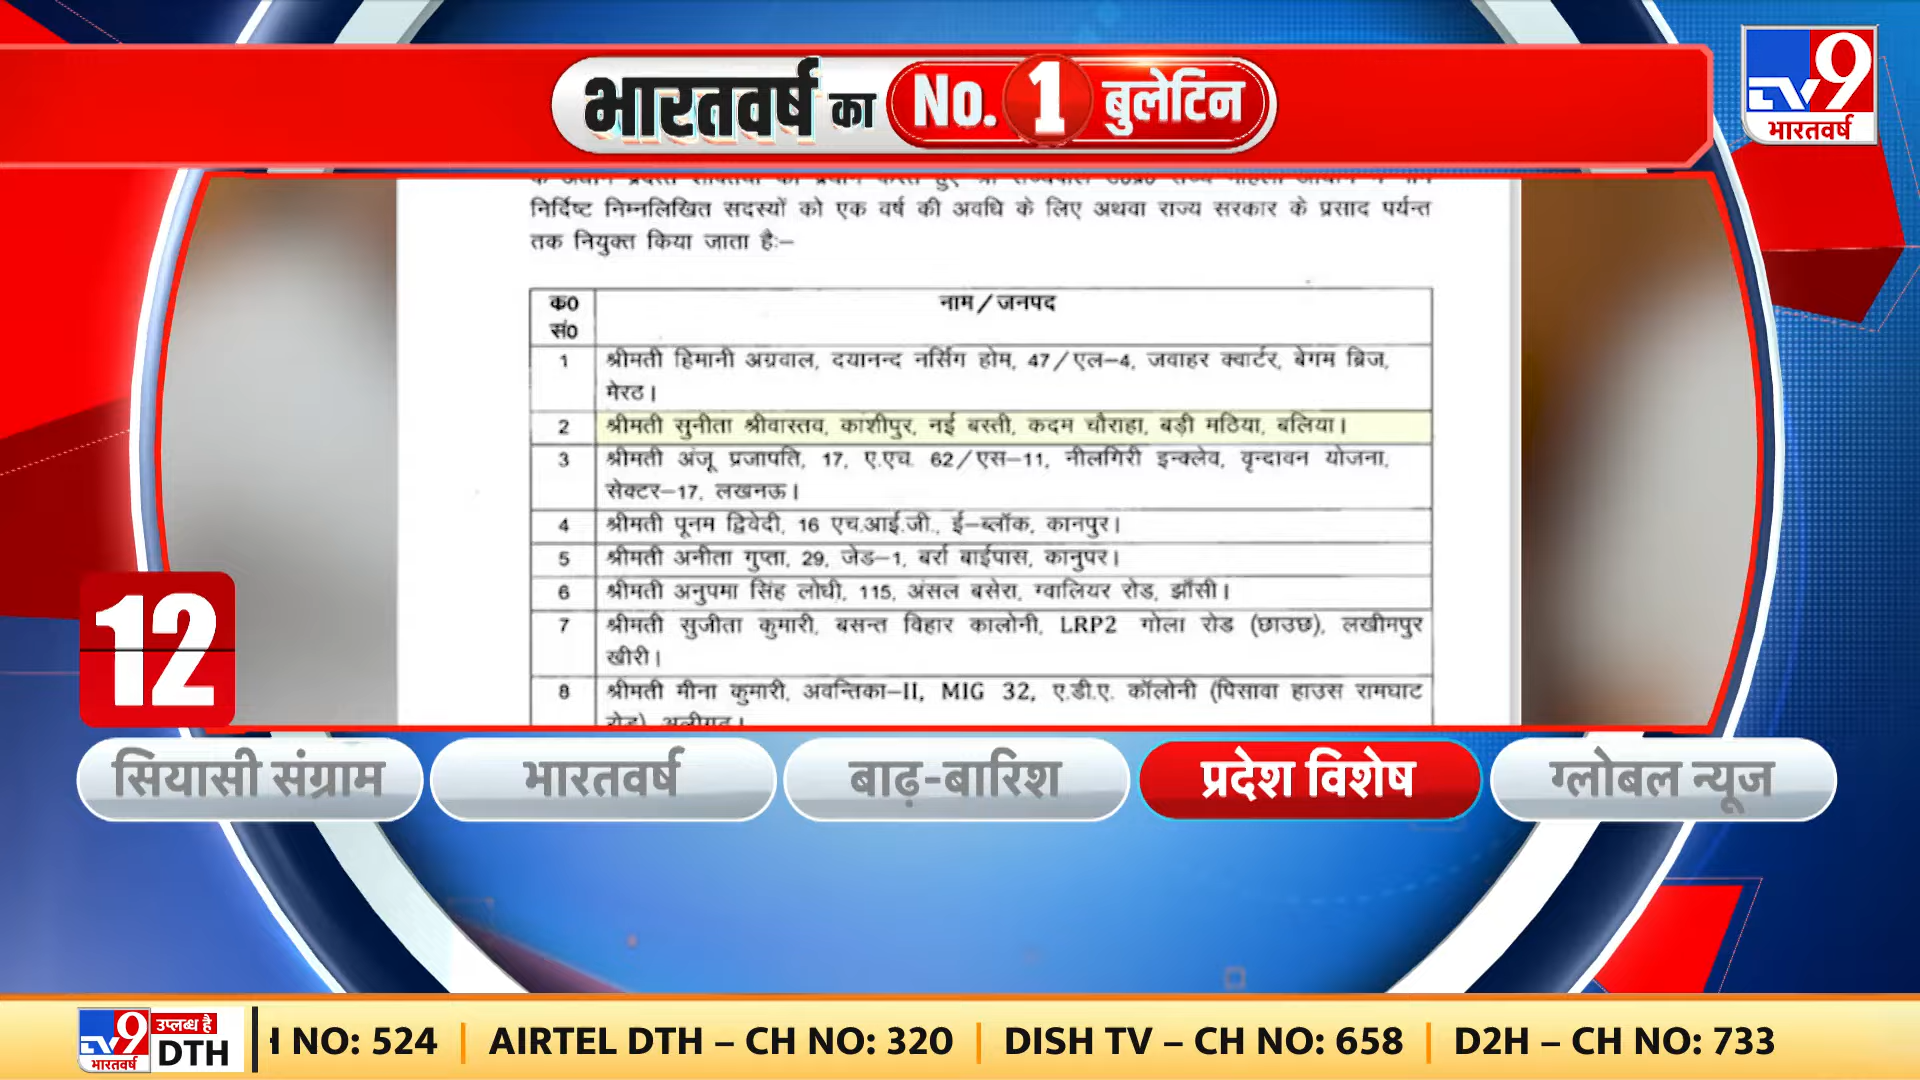 भारतवर्ष का No. 1 बुलेटिन
TV9
भारतवर्ष
निर्दिष्ट निम्नलिखित सदस्यों को एक वर्ष की अवधि के लिए अथवा राज्य सरकार के प्रसाद पर्यन्त
तक नियुक्त किया जाता है:–
क0 नाम/जनपद
सं0
1 श्रीमती हिमानी अग्रवाल, दयानन्द नर्सिंग होम, 47/एल–4, जवाहर क्वार्टर, बेगम ब्रिज,
मेरठ।
2 श्रीमती सुनीता श्रीवास्तव, काशीपुर, नई बस्ती, कदम चौराहा, बड़ी मठिया, बलिया।
3 श्रीमती अंजू प्रजापति, 17, ए.एच. 62/एस–11, नीलगिरी इन्क्लेव, वृन्दावन योजना,
सेक्टर–17, लखनऊ।
4 श्रीमती पूनम द्विवेदी, 16 एच.आई.जी., ई–ब्लॉक, कानपुर।
5 श्रीमती अनीता गुप्ता, 29, जेड–1, बर्रा बाईपास, कानुपर।
6 श्रीमती अनुपमा सिंह लोधी, 115, अंसल बसेरा, ग्वालियर रोड, झाँसी।
7 श्रीमती सुजीता कुमारी, बसन्त विहार कालोनी, LRP2 गोला रोड (छाउछ), लखीमपुर
खीरी।
8 श्रीमती मीना कुमारी, अवन्तिका–II, MIG 32, ए.डी.ए. कॉलोनी (पिसावा हाउस रामघाट
12
सियासी संग्राम भारतवर्ष बाढ़-बारिश प्रदेश विशेष ग्लोबल न्यूज
TV9 भारतवर्ष उप्लब्ध है DTH
NO: 524 | AIRTEL DTH – CH NO: 320 | DISH TV – CH NO: 658 | D2H – CH NO: 733